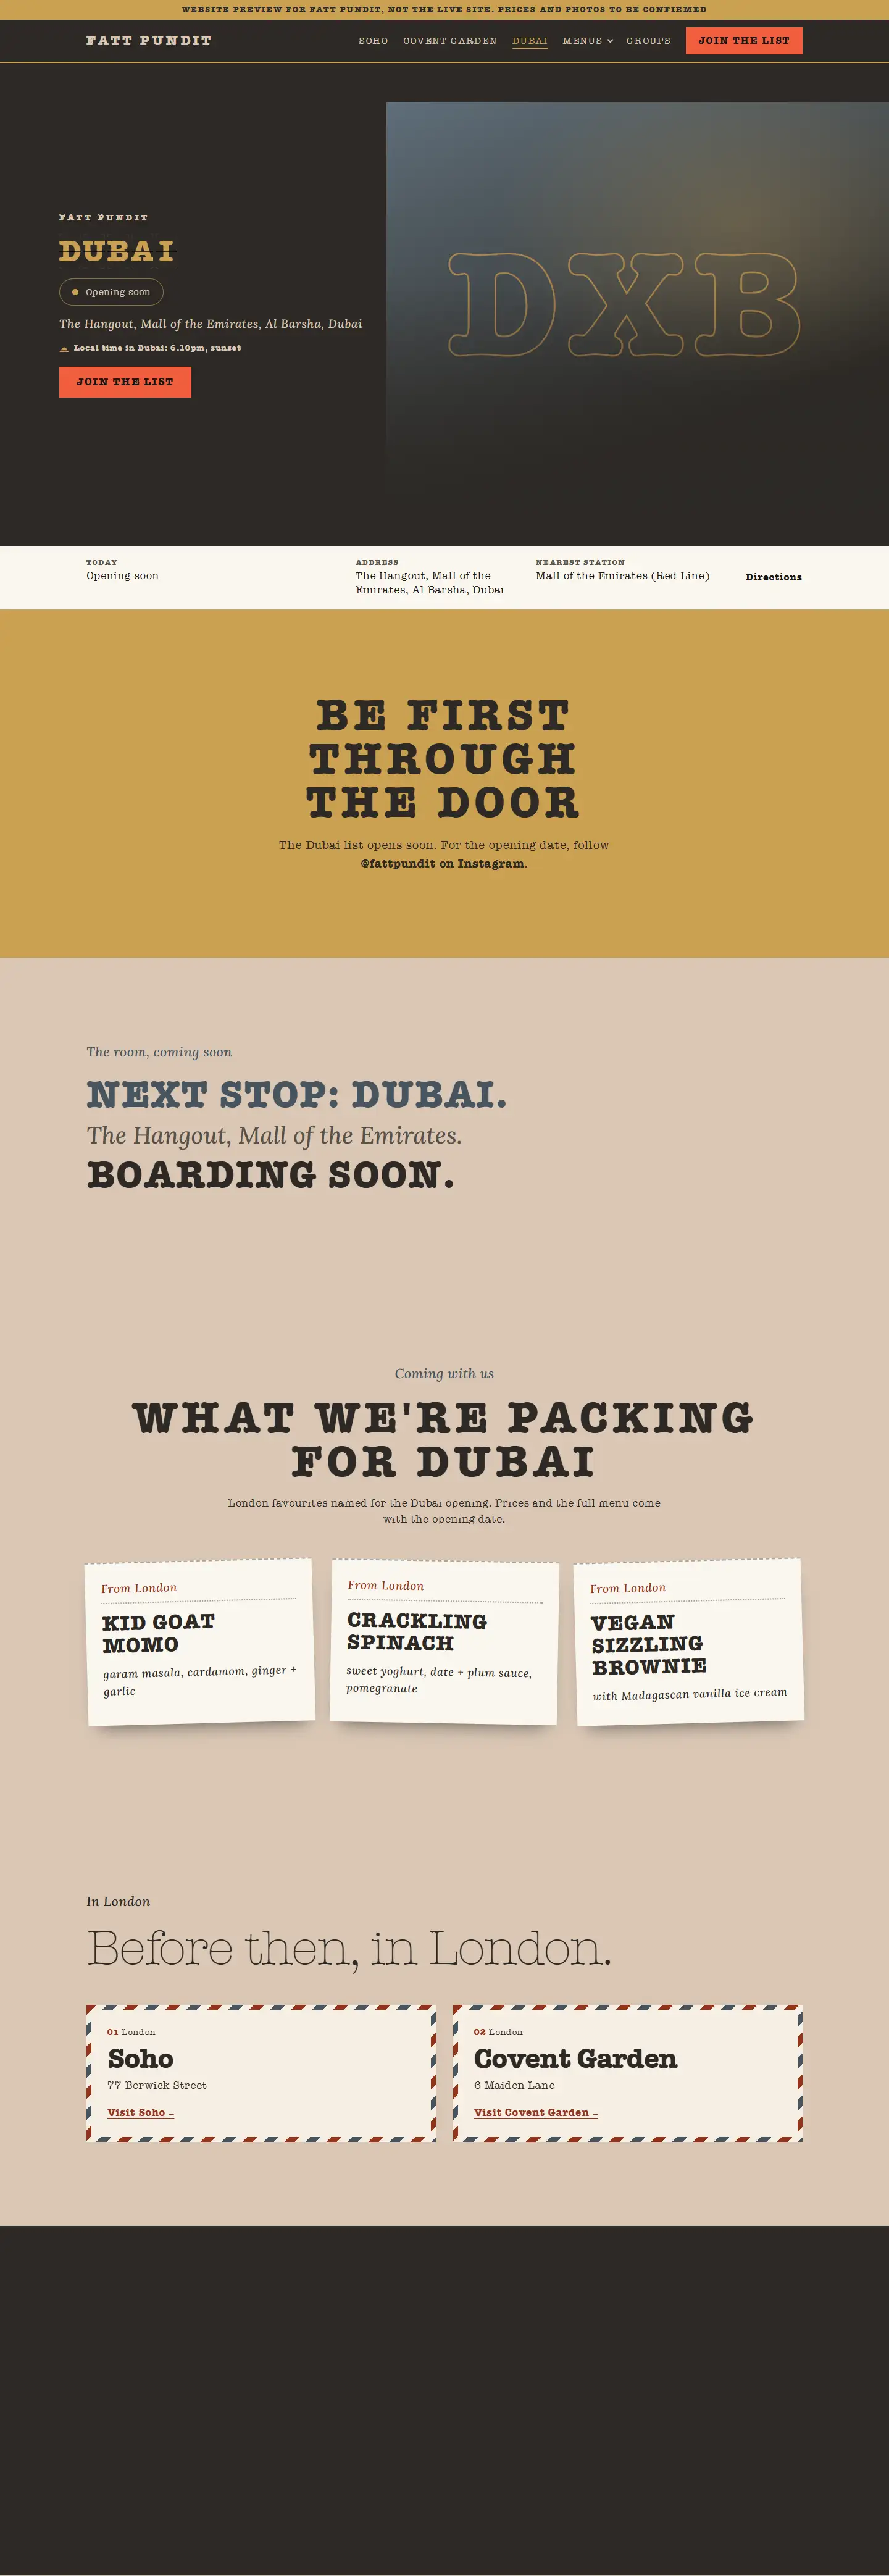 WEBSITE PREVIEW FOR FATT PUNDIT, NOT THE LIVE SITE. PRICES AND PHOTOS TO BE CONFIRMED
FATT PUNDIT
SOHO COVENT GARDEN DUBAI MENUS GROUPS JOIN THE LIST
FATT PUNDIT
DUBAI
Opening soon
The Hangout, Mall of the Emirates, Al Barsha, Dubai
Local time in Dubai: 6.10pm, sunset
JOIN THE LIST
DXB
TODAY
Opening soon
ADDRESS
The Hangout, Mall of the
Emirates, Al Barsha, Dubai
NEAREST STATION
Mall of the Emirates (Red Line)
Directions
BE FIRST
THROUGH
THE DOOR
The Dubai list opens soon. For the opening date, follow
@fattpundit on Instagram.
The room, coming soon
NEXT STOP: DUBAI.
The Hangout, Mall of the Emirates.
BOARDING SOON.
Coming with us
WHAT WE'RE PACKING
FOR DUBAI
London favourites named for the Dubai opening. Prices and the full menu come
with the opening date.
From London
KID GOAT
MOMO
garam masala, cardamom, ginger +
garlic
From London
CRACKLING
SPINACH
sweet yoghurt, date + plum sauce,
pomegranate
From London
VEGAN
SIZZLING
BROWNIE
with Madagascan vanilla ice cream
In London
Before then, in London.
01 London
Soho
77 Berwick Street
Visit Soho →
02 London
Covent Garden
6 Maiden Lane
Visit Covent Garden →